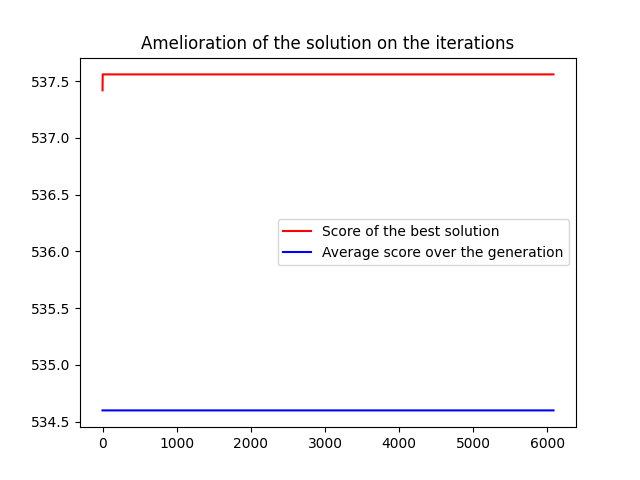 Amelioration of the solution on the iterations
537.5
537.0
536.5
536.0
535.5
535.0
534.5
Score of the best solution
Average score over the generation
0 1000 2000 3000 4000 5000 6000